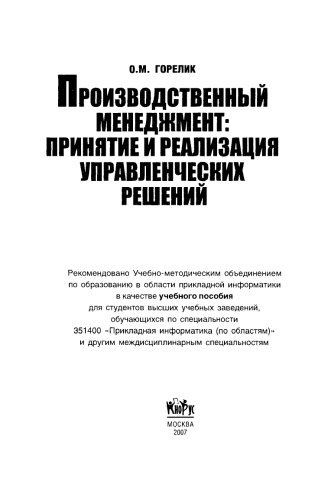 О.М. ГОРЕЛИК
ПРОИЗВОДСТВЕННЫЙ
МЕНЕДЖМЕНТ:
ПРИНЯТИЕ И РЕАЛИЗАЦИЯ
УПРАВЛЕНЧЕСКИХ
РЕШЕНИЙ
Рекомендовано Учебно-методическим объединением
по образованию в области прикладной информатики
в качестве учебного пособия
для студентов высших учебных заведений,
обучающихся по специальности
351400 «Прикладная информатика (по областям)»
и другим междисциплинарным специальностям
КНОРУС
МОСКВА
2007